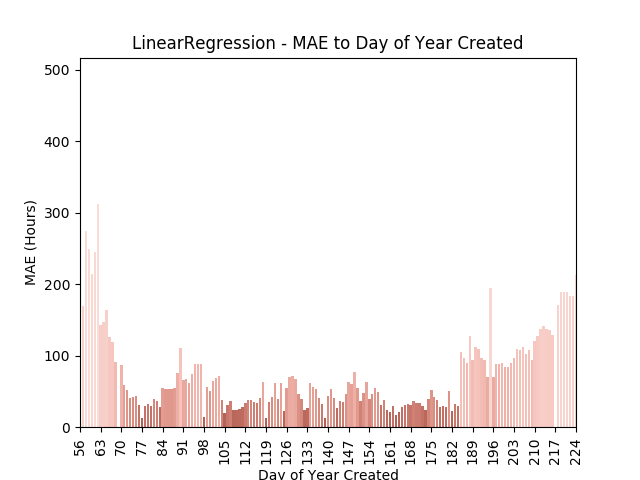 LinearRegression - MAE to Day of Year Created
500
400
300
200
100
0
MAE (Hours)
56 63 70 77 84 91 98 105 112 119 126 133 140 147 154 161 168 175 182 189 196 203 210 217 224
Day of Year Created